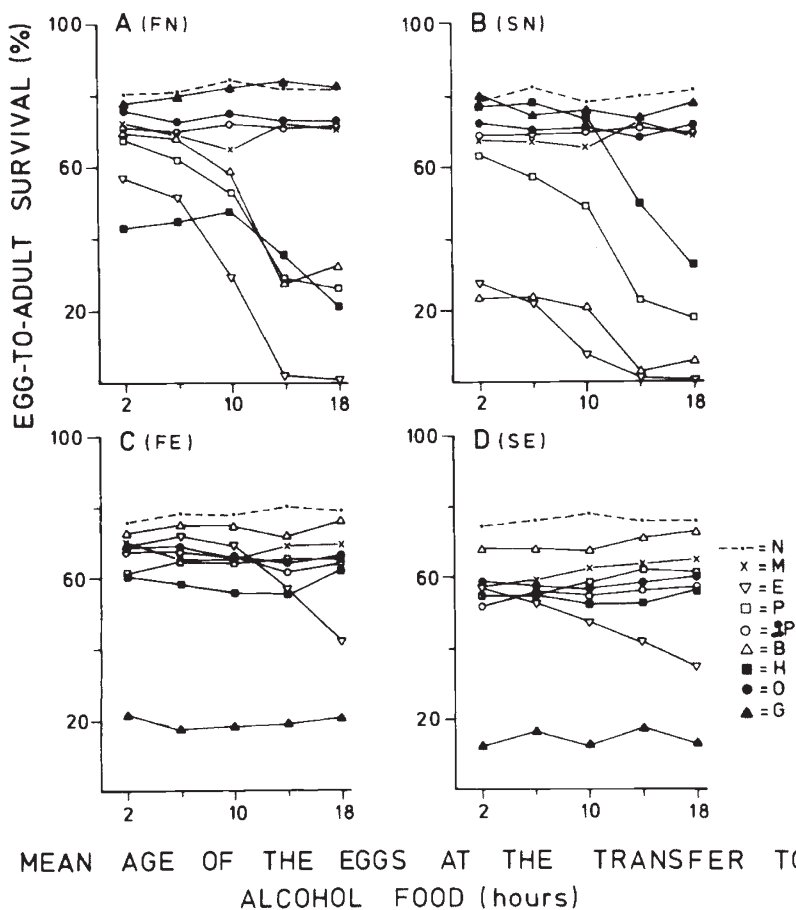 EGG-TO-ADULT SURVIVAL (%)
A (FN)
100
60
20
2 10 18
B (SN)
100
60
20
2 10 18
C (FE)
100
60
20
2 10 18
D (SE)
100
60
20
2 10 18
= N
x = M
= E
= P
= B
= H
= O
= G
MEAN AGE OF THE EGGS AT THE TRANSFER TO
ALCOHOL FOOD (hours)